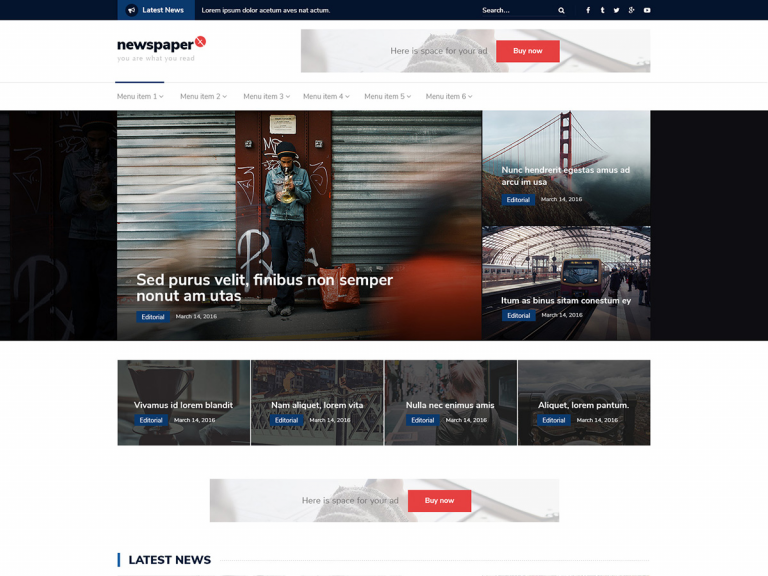 Latest News
Lorem ipsum dolor acetum aves nat actum.
Search...
newspaper
you are what you read
Here is space for your ad
Buy now
Menu item 1
Menu item 2
Menu item 3
Menu item 4
Menu item 5
Menu item 6
Sed purus velit, finibus non semper
nonut am utas
Editorial March 14, 2016
Nunc hendrerit egestas amus ad
arcu im usa
Editorial March 14, 2016
Itum as binus sitam conestum ey
Editorial March 14, 2016
Vivamus id lorem blandit
Editorial March 14, 2016
Nam aliquet, lorem vita
Editorial March 14, 2016
Nulla nec enimus amis
Editorial March 14, 2016
Aliquet, lorem pantum.
Editorial March 14, 2016
Here is space for your ad
Buy now
LATEST NEWS